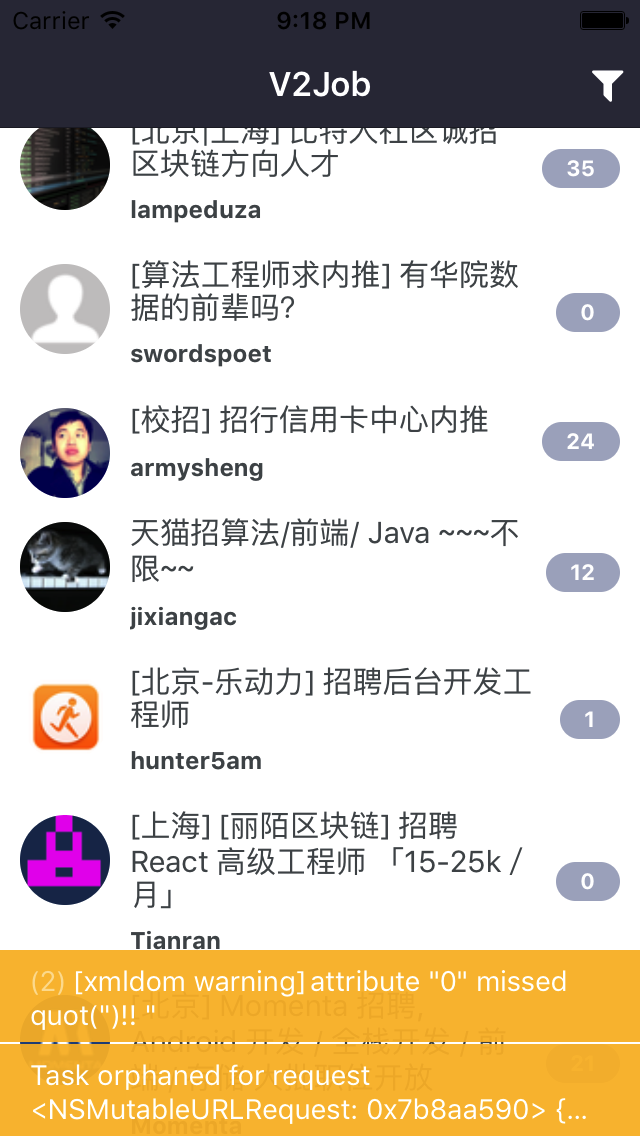 Carrier 9:18 PM
V2Job
[北京|上海] 比特人社区诚招
区块链方向人才
35
lampeduza
[算法工程师求内推] 有华院数
据的前辈吗?
0
swordspoet
[校招] 招行信用卡中心内推
24
armysheng
天猫招算法/前端/ Java ~~~不
限~~
12
jixiangac
[北京-乐动力] 招聘后台开发工
程师
1
hunter5am
[上海] [丽陌区块链] 招聘
React 高级工程师 「15-25k /
月」
0
Tianran
(2) [xmldom warning] attribute "0" missed
quot(")!! "
[北京] Momenta 招聘,
Android 开发 / 全栈开发 / 前
21
Task orphaned for request
<NSMutableURLRequest: 0x7b8aa590> {...
Momenta